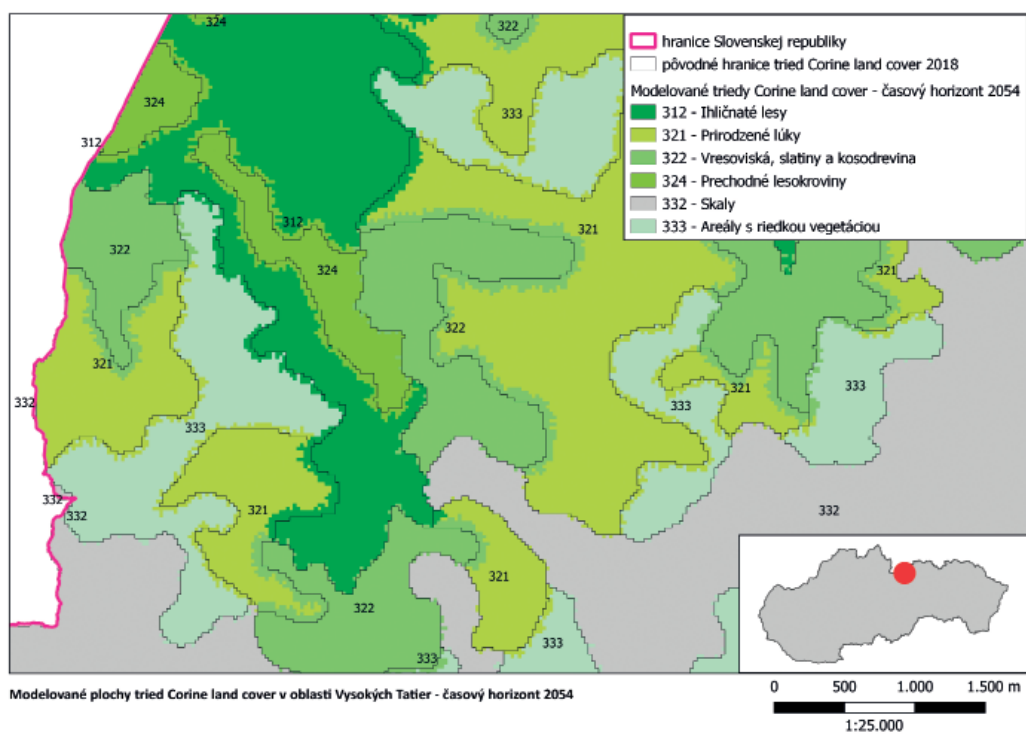 324
322
hranice Slovenskej republiky
pôvodné hranice tried Corine land cover 2018
Modelované triedy Corine land cover - časový horizont 2054
312 - Ihličnaté lesy
321 - Prirodzené lúky
322 - Vresoviská, slatiny a kosodrevina
324 - Prechodné lesokroviny
332 - Skaly
333 - Areály s riedkou vegetáciou
324
333
312
312
321
322
324
321
322
321
332
333
321
333
333
332
332
321
332
321
322
333
333
Modelované plochy tried Corine land cover v oblasti Vysokých Tatier - časový horizont 2054
0 500 1.000 1.500 m
1:25.000